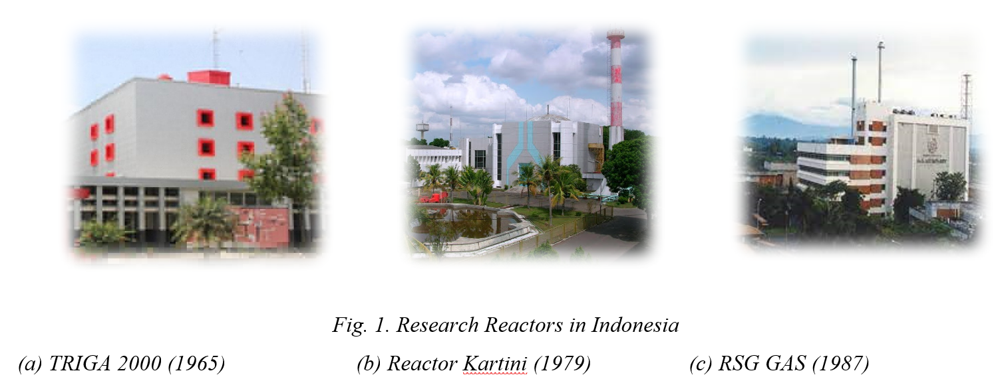 Fig. 1. Research Reactors in Indonesia
(a) TRIGA 2000 (1965) (b) Reactor Kartini (1979) (c) RSG GAS (1987)